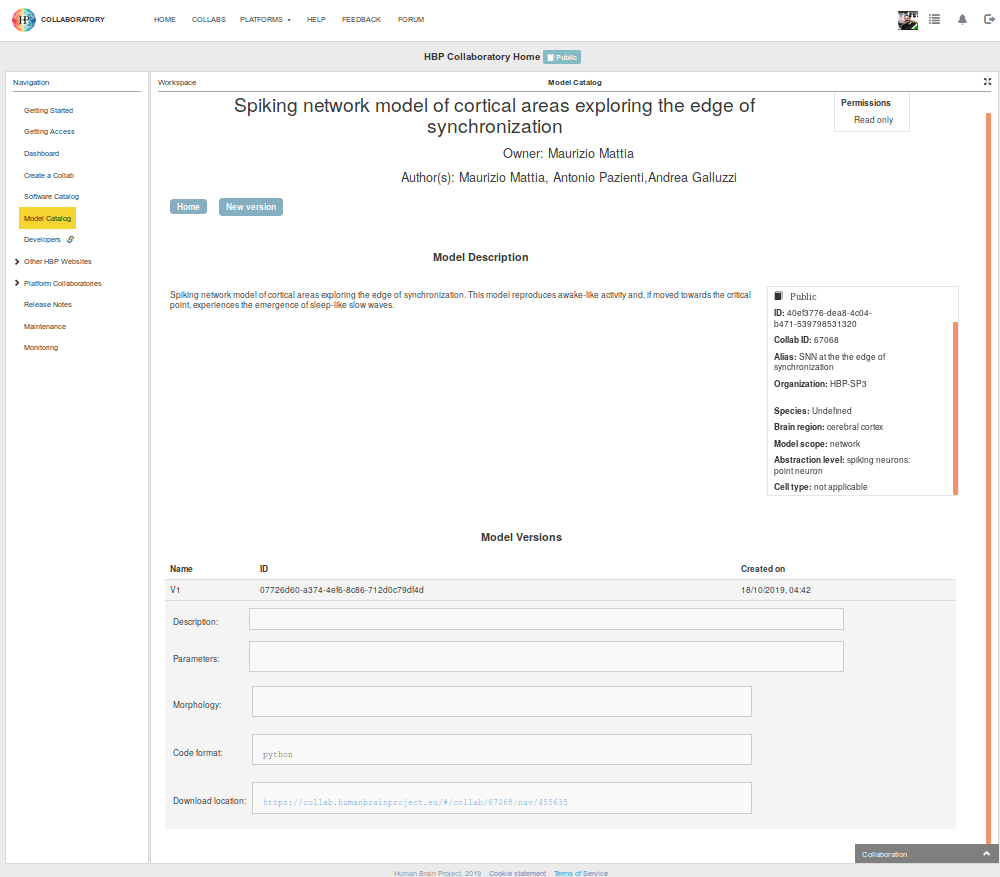 HP COLLABORATORY
HOME COLLABS PLATFORMS HELP FEEDBACK FORUM
HBP Collaboratory Home Public
Navigation
Getting Started
Getting Access
Dashboard
Create a Collab
Software Catalog
Model Catalog
Developers
Other HBP Websites
Platform Collaboratories
Release Notes
Maintenance
Monitoring
Workspace Model Catalog
Spiking network model of cortical areas exploring the edge of
synchronization
Permissions
Read only
Owner: Maurizio Mattia
Author(s): Maurizio Mattia, Antonio Pazienti,Andrea Galluzzi
Home New version
Model Description
Spiking network model of cortical areas exploring the edge of synchronization. This model reproduces awake-like activity and, if moved towards the critical
point, experiences the emergence of sleep-like slow waves.
Public
ID: 40ef3776-dea8-4c04-
b471-539798531320
Collab ID: 67068
Alias: SNN at the the edge of
synchronization
Organization: HBP-SP3
Species: Undefined
Brain region: cerebral cortex
Model scope: network
Abstraction level: spiking neurons:
point neuron
Cell type: not applicable
Model Versions
Name ID Created on
V1 07726d60-a374-4ef6-8c86-712d0c79df4d 18/10/2019, 04:42
Description:
Parameters:
Morphology:
Code format: python
Download location: https://collab.humanbrainproject.eu/#/collab/67068/nav/455635
Collaboration
Human Brain Project, 2019 Cookie statement Terms of Service